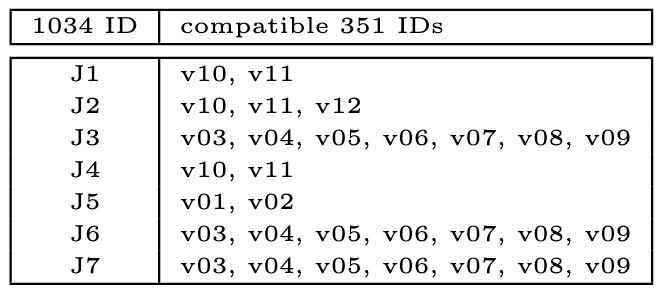 1034 ID compatible 351 IDs
J1 v10, v11
J2 v10, v11, v12
J3 v03, v04, v05, v06, v07, v08, v09
J4 v10, v11
J5 v01, v02
J6 v03, v04, v05, v06, v07, v08, v09
J7 v03, v04, v05, v06, v07, v08, v09